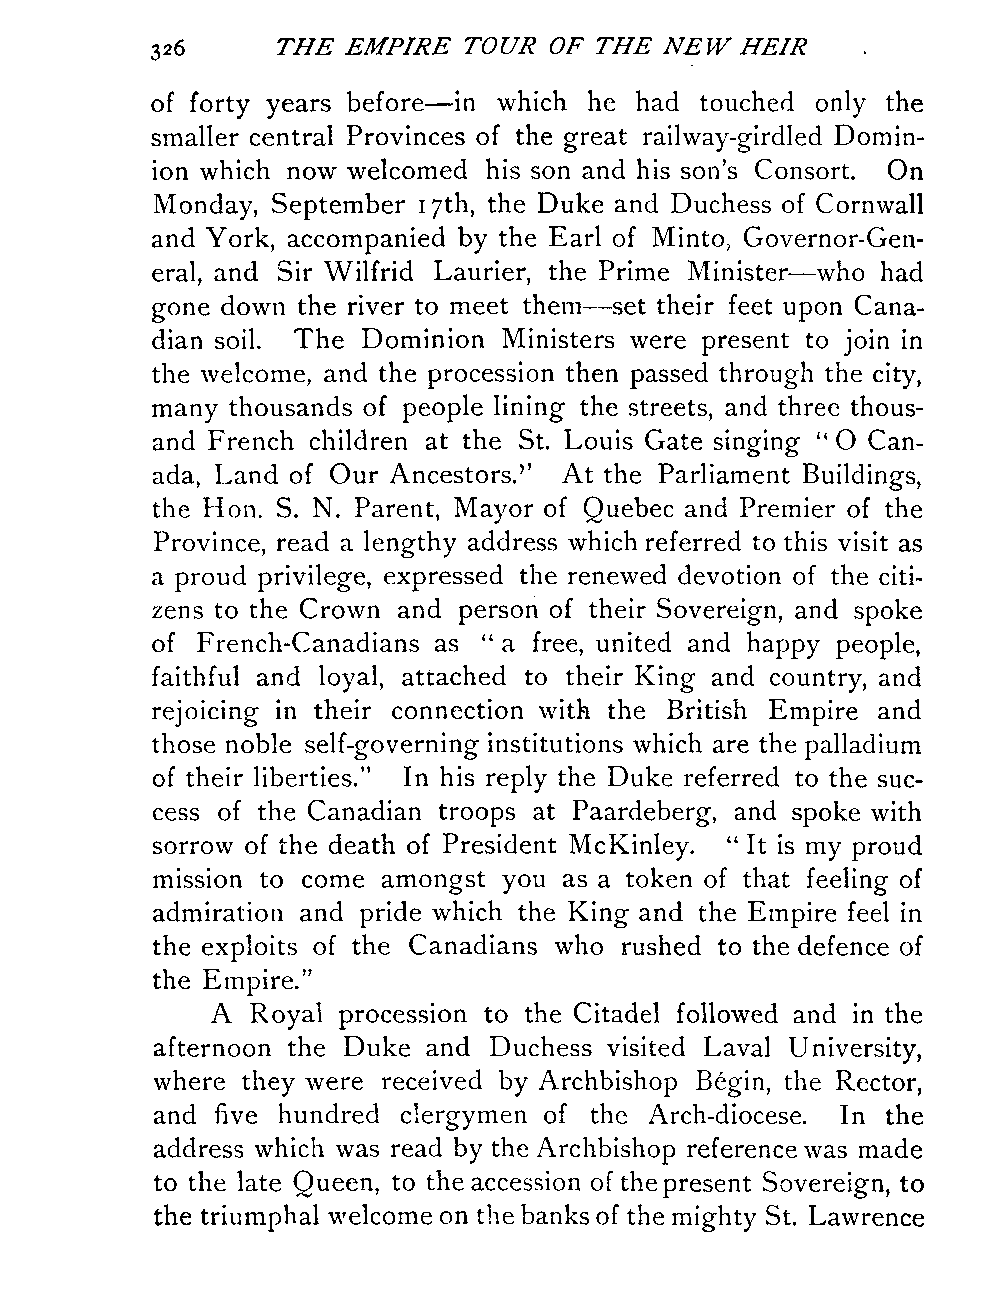 326 THE EMPIRE TOUR OF THE NEW HEIR
of forty years before—in which he had touched only the
smaller central Provinces of the great railway-girdled Domin-
ion which now welcomed his son and his son's Consort. On
Monday, September 17th, the Duke and Duchess of Cornwall
and York, accompanied by the Earl of Minto, Governor-Gen-
eral, and Sir Wilfrid Laurier, the Prime Minister—who had
gone down the river to meet them—set their feet upon Cana-
dian soil. The Dominion Ministers were present to join in
the welcome, and the procession then passed through the city,
many thousands of people lining the streets, and three thous-
and French children at the St. Louis Gate singing “O Can-
ada, Land of Our Ancestors.” At the Parliament Buildings,
the Hon. S. N. Parent, Mayor of Quebec and Premier of the
Province, read a lengthy address which referred to this visit as
a proud privilege, expressed the renewed devotion of the citi-
zens to the Crown and person of their Sovereign, and spoke
of French-Canadians as “a free, united and happy people,
faithful and loyal, attached to their King and country, and
rejoicing in their connection with the British Empire and
those noble self-governing institutions which are the palladium
of their liberties.” In his reply the Duke referred to the suc-
cess of the Canadian troops at Paardeberg, and spoke with
sorrow of the death of President McKinley. “It is my proud
mission to come amongst you as a token of that feeling of
admiration and pride which the King and the Empire feel in
the exploits of the Canadians who rushed to the defence of
the Empire.”
A Royal procession to the Citadel followed and in the
afternoon the Duke and Duchess visited Laval University,
where they were received by Archbishop Bégin, the Rector,
and five hundred clergymen of the Arch-diocese. In the
address which was read by the Archbishop reference was made
to the late Queen, to the accession of the present Sovereign, to
the triumphal welcome on the banks of the mighty St. Lawrence